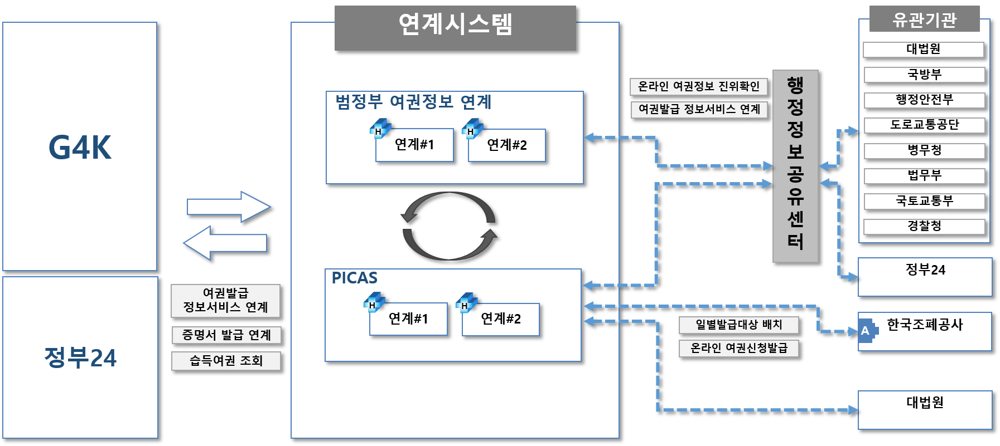 G4K
정부24
여권발급
정보서비스 연계
증명서 발급 연계
습득여권 조회
연계시스템
범정부 여권정보 연계
H
연계#1
H
연계#2
PICAS
H
연계#1
H
연계#2
온라인 여권정보 진위확인
여권발급 정보서비스 연계
일별발급대상 배치
온라인 여권신청발급
행
정
정
보
공
유
센
터
유관기관
대법원
국방부
행정안전부
도로교통공단
병무청
법무부
국토교통부
경찰청
정부24
A
한국조폐공사
대법원